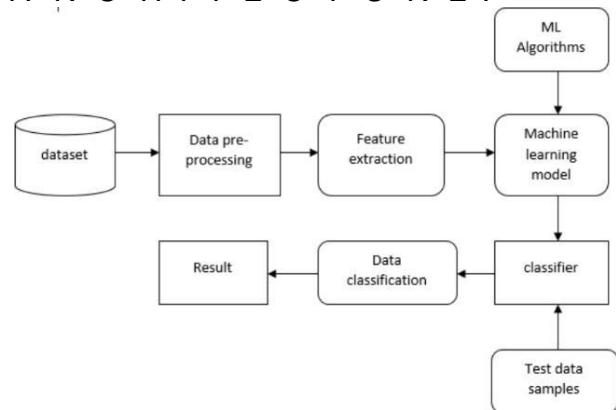 ML
Algorithms
dataset
Data pre-
processing
Feature
extraction
Machine
learning
model
Result
Data
classification
classifier
Test data
samples